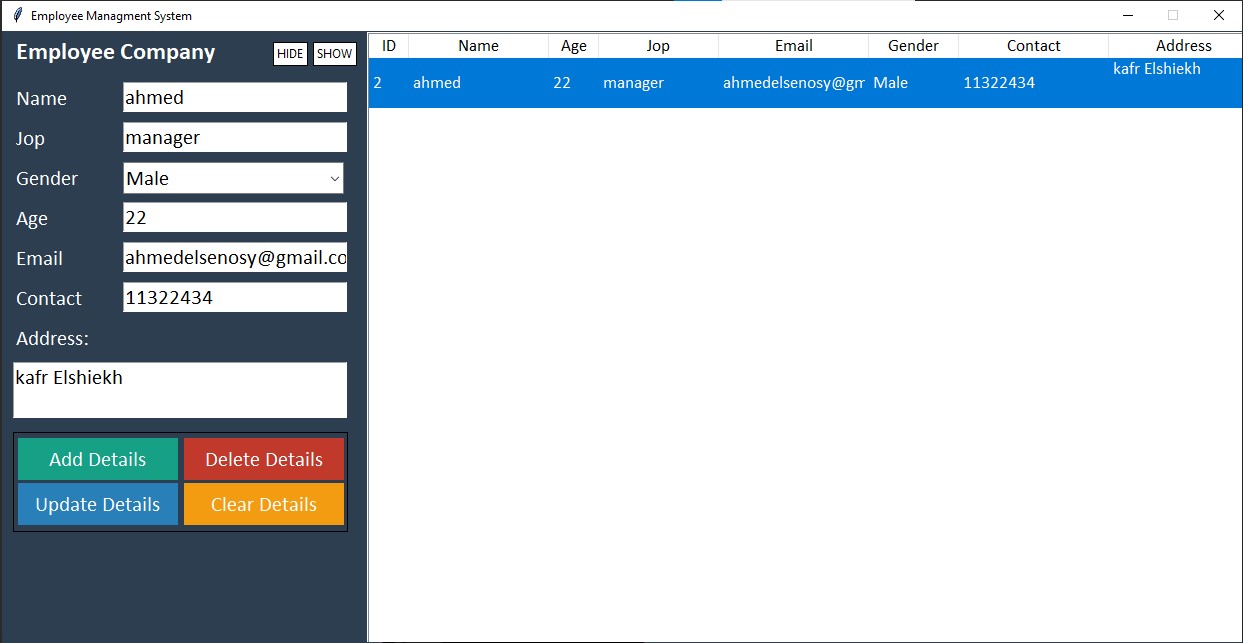 Employee Managment System
Employee Company HIDE SHOW
Name ahmed
Jop manager
Gender Male
Age 22
Email ahmedelsenosy@gmail.co
Contact 11322434
Address:
kafr Elshiekh
Add Details Delete Details
Update Details Clear Details
ID Name Age Jop Email Gender Contact Address
2 ahmed 22 manager ahmedelsenosy@gm Male 11322434 kafr Elshiekh